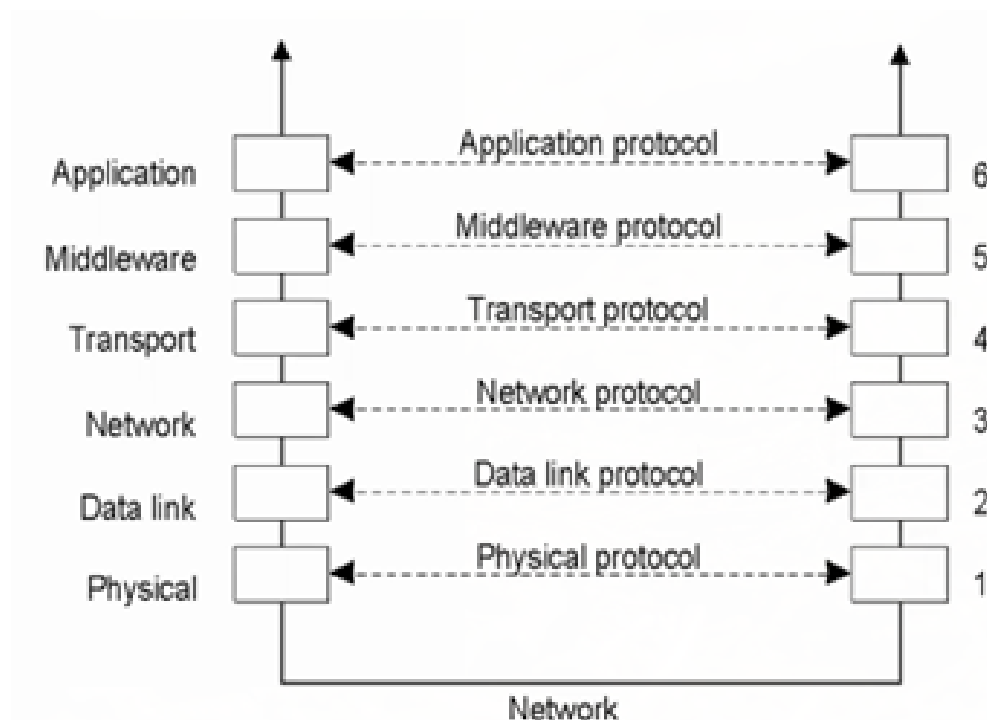 Application protocol
Application 6
Middleware protocol
Middleware 5
Transport protocol
Transport 4
Network protocol
Network 3
Data link protocol
Data link 2
Physical protocol
Physical 1
Network